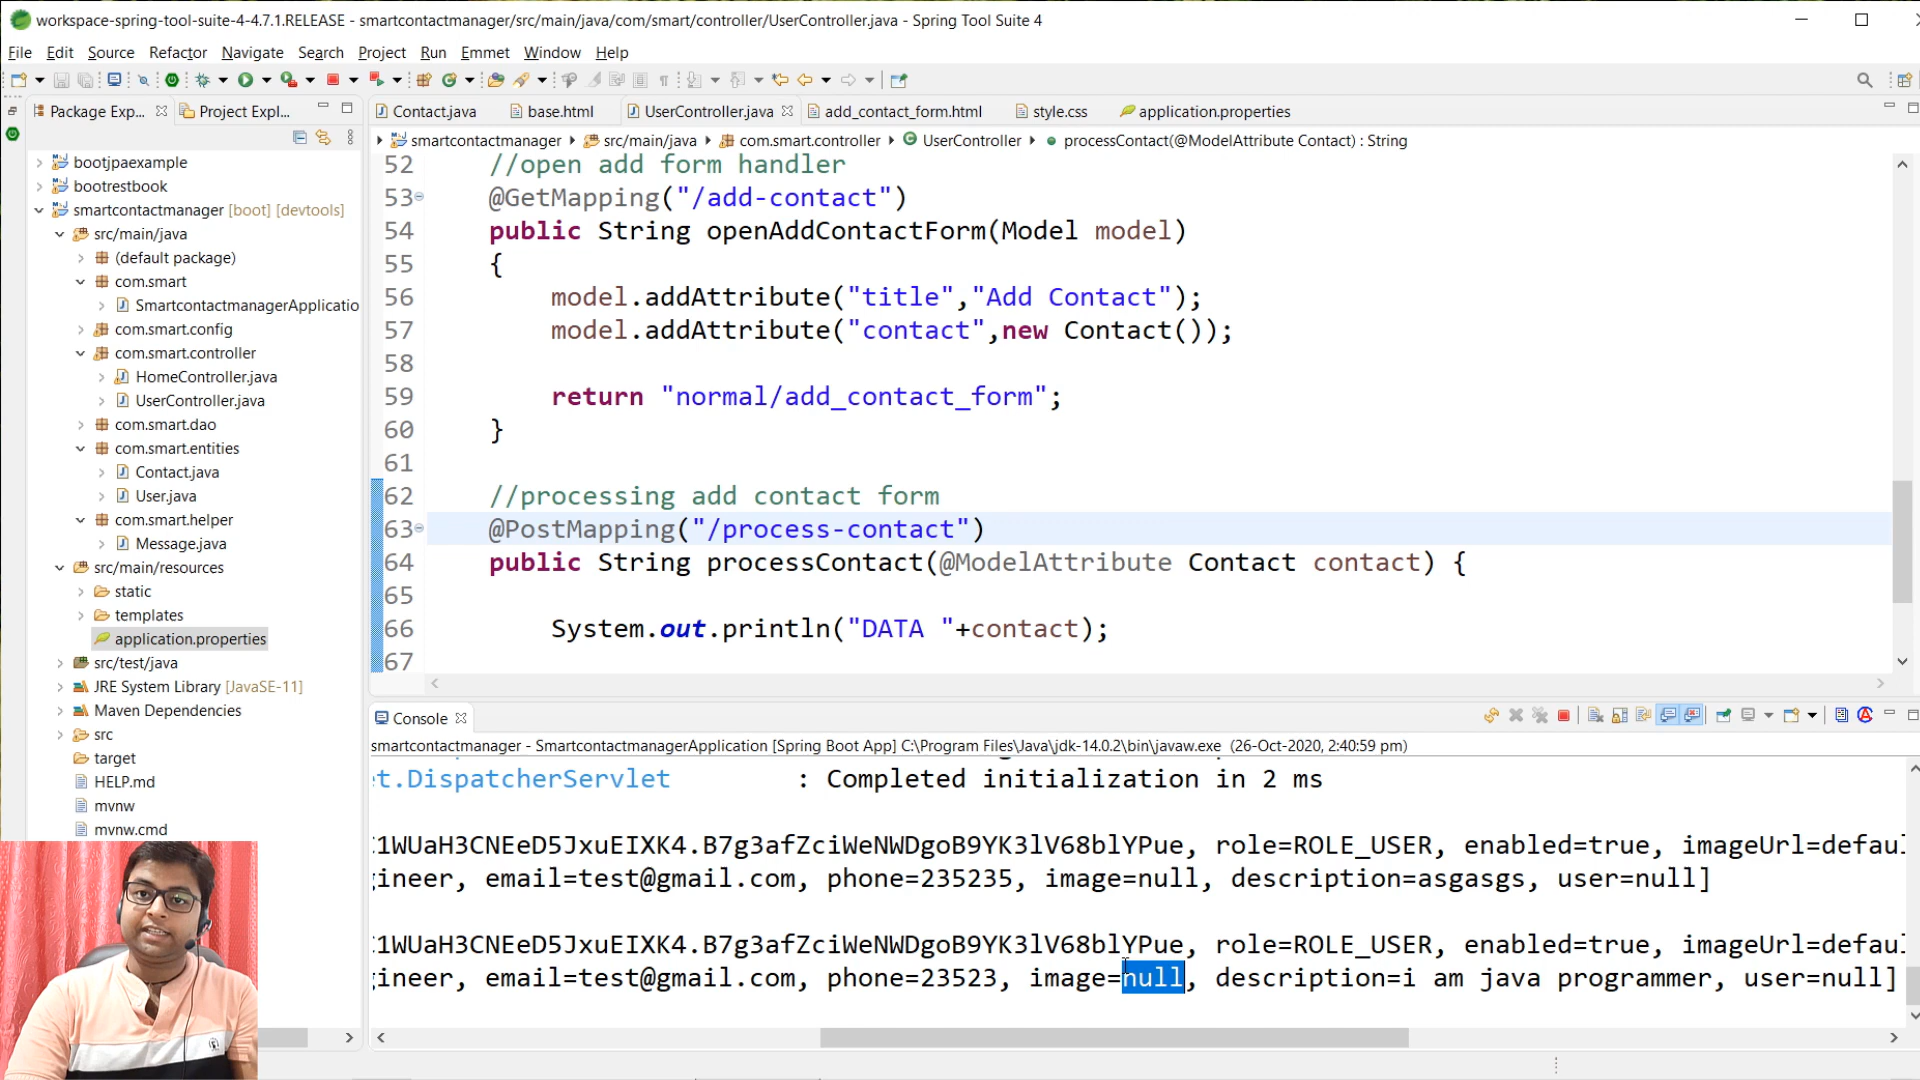 workspace-spring-tool-suite-4-4.7.1.RELEASE - smartcontactmanager/src/main/java/com/smart/controller/UserController.java - Spring Tool Suite 4
File Edit Source Refactor Navigate Search Project Run Emmet Window Help
Package Exp... Project Expl...
Contact.java base.html UserController.java add_contact_form.html style.css application.properties
smartcontactmanager src/main/java com.smart.controller UserController processContact(@ModelAttribute Contact) : String
bootjpaexample
bootrestbook
smartcontactmanager [boot] [devtools]
src/main/java
(default package)
com.smart
SmartcontactmanagerApplicatio
com.smart.config
com.smart.controller
HomeController.java
UserController.java
com.smart.dao
com.smart.entities
Contact.java
User.java
com.smart.helper
Message.java
src/main/resources
static
templates
application.properties
src/test/java
JRE System Library [JavaSE-11]
Maven Dependencies
src
target
HELP.md
mvnw
mvnw.cmd
52 //open add form handler
53 @GetMapping("/add-contact")
54 public String openAddContactForm(Model model)
55 {
56 model.addAttribute("title","Add Contact");
57 model.addAttribute("contact",new Contact());
58
59 return "normal/add_contact_form";
60 }
61
62 //processing add contact form
63 @PostMapping("/process-contact")
64 public String processContact(@ModelAttribute Contact contact) {
65
66 System.out.println("DATA "+contact);
67
Console
smartcontactmanager - SmartcontactmanagerApplication [Spring Boot App] C:\Program Files\Java\jdk-14.0.2\bin\javaw.exe (26-Oct-2020, 2:40:59 pm)
et.DispatcherServlet : Completed initialization in 2 ms
1WUaH3CNEeD5JxuEIXK4.B7g3afZciWeNWDgoB9YK3lV68blYPue, role=ROLE_USER, enabled=true, imageUrl=defaul
gineer, email=test@gmail.com, phone=235235, image=null, description=asgasgs, user=null]
1WUaH3CNEeD5JxuEIXK4.B7g3afZciWeNWDgoB9YK3lV68blYPue, role=ROLE_USER, enabled=true, imageUrl=defaul
gineer, email=test@gmail.com, phone=23523, image=null, description=i am java programmer, user=null]